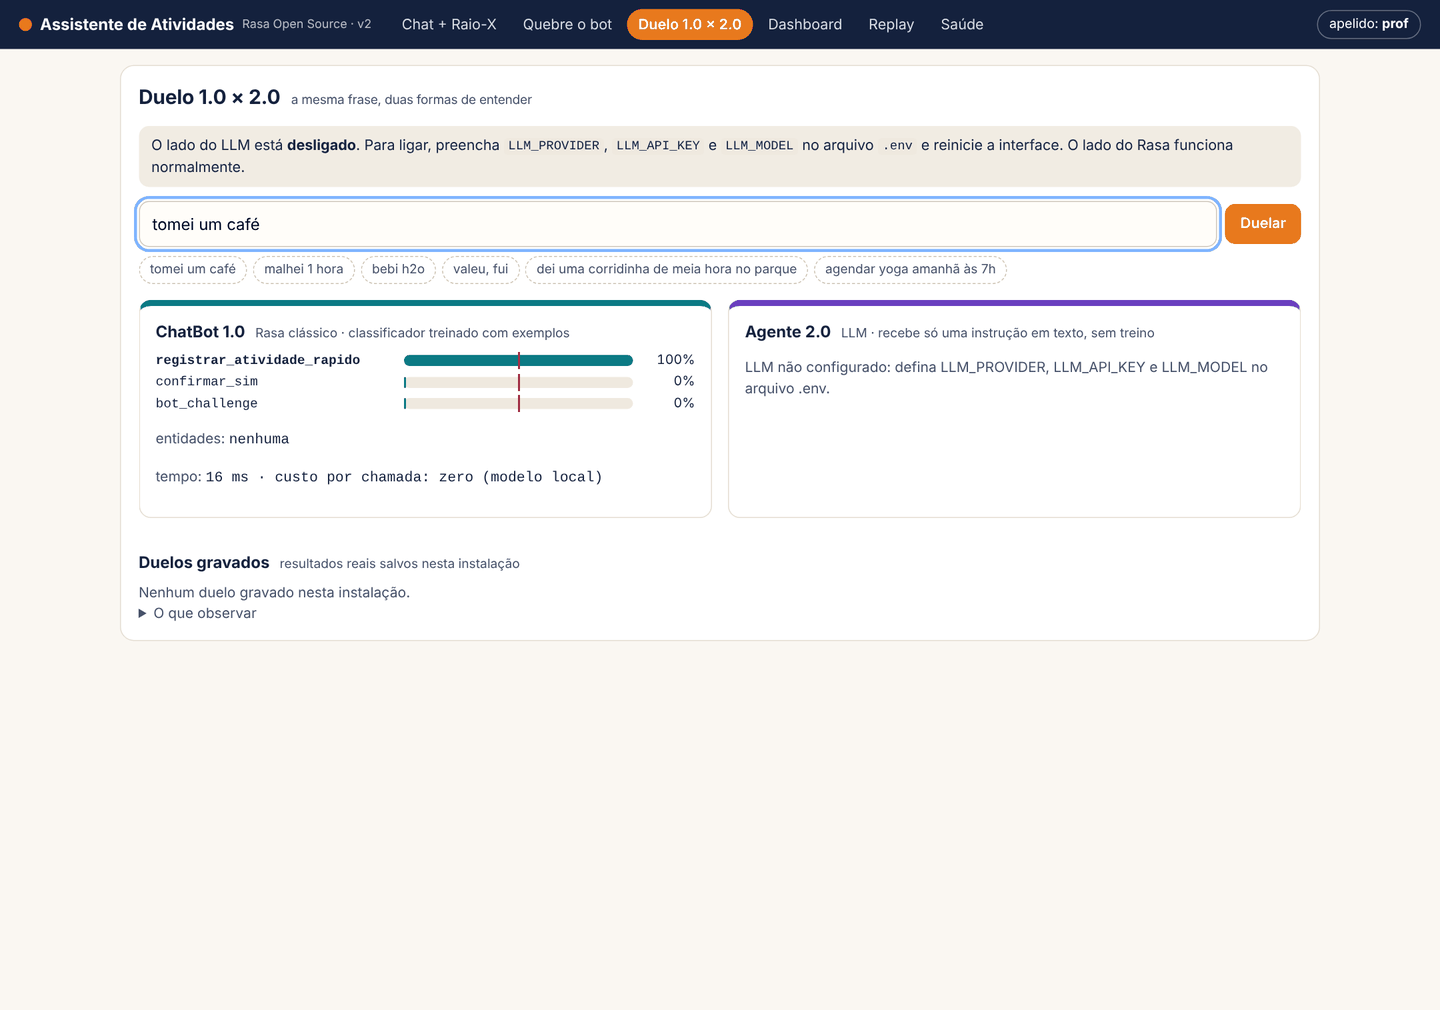 Assistente de Atividades Rasa Open Source · v2 Chat + Raio-X Quebre o bot Duelo 1.0 × 2.0 Dashboard Replay Saúde apelido: prof
Duelo 1.0 × 2.0 a mesma frase, duas formas de entender
O lado do LLM está desligado. Para ligar, preencha LLM_PROVIDER, LLM_API_KEY e LLM_MODEL no arquivo .env e reinicie a interface. O lado do Rasa funciona
normalmente.
tomei um café
Duelar
tomei um café malhei 1 hora bebi h2o valeu, fui dei uma corridinha de meia hora no parque agendar yoga amanhã às 7h
ChatBot 1.0 Rasa clássico · classificador treinado com exemplos
registrar_atividade_rapido 100%
confirmar_sim 0%
bot_challenge 0%
entidades: nenhuma
tempo: 16 ms · custo por chamada: zero (modelo local)
Agente 2.0 LLM · recebe só uma instrução em texto, sem treino
LLM não configurado: defina LLM_PROVIDER, LLM_API_KEY e LLM_MODEL no
arquivo .env.
Duelos gravados resultados reais salvos nesta instalação
Nenhum duelo gravado nesta instalação.
▶ O que observar